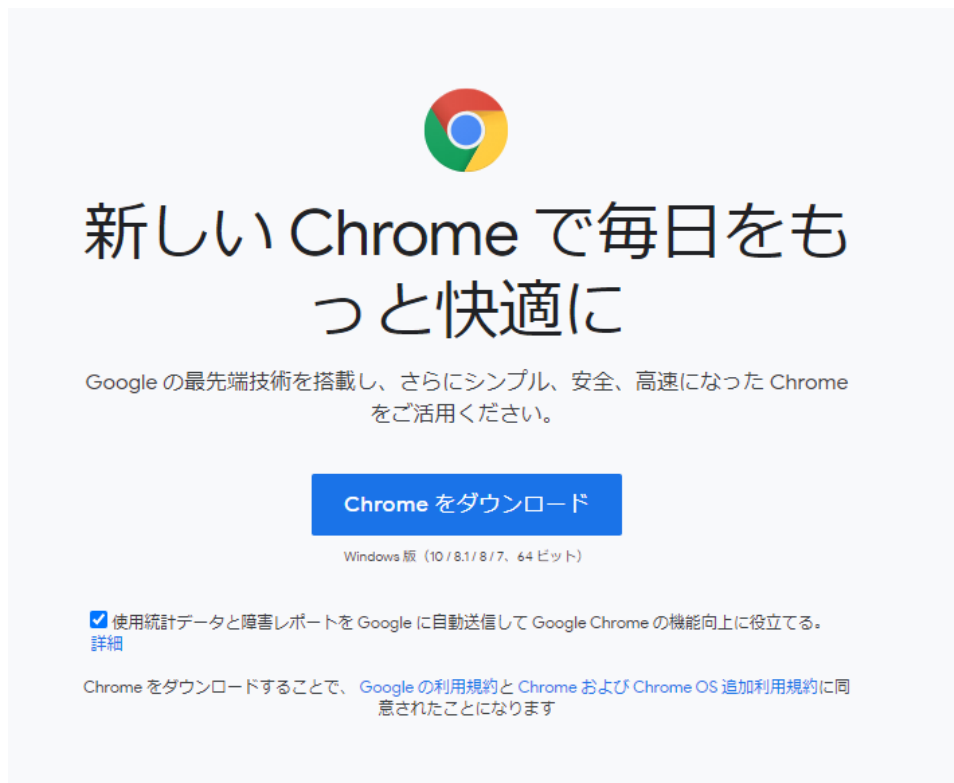 新しい Chrome で毎日をも
っと快適に
Google の最先端技術を搭載し、さらにシンプル、安全、高速になった Chrome
をご活用ください。
Chrome をダウンロード
Windows 版（10 / 8.1 / 8 / 7、64 ビット）
使用統計データと障害レポートを Google に自動送信して Google Chrome の機能向上に役立てる。
詳細
Chrome をダウンロードすることで、 Google の利用規約と Chrome および Chrome OS 追加利用規約に同
意されたことになります